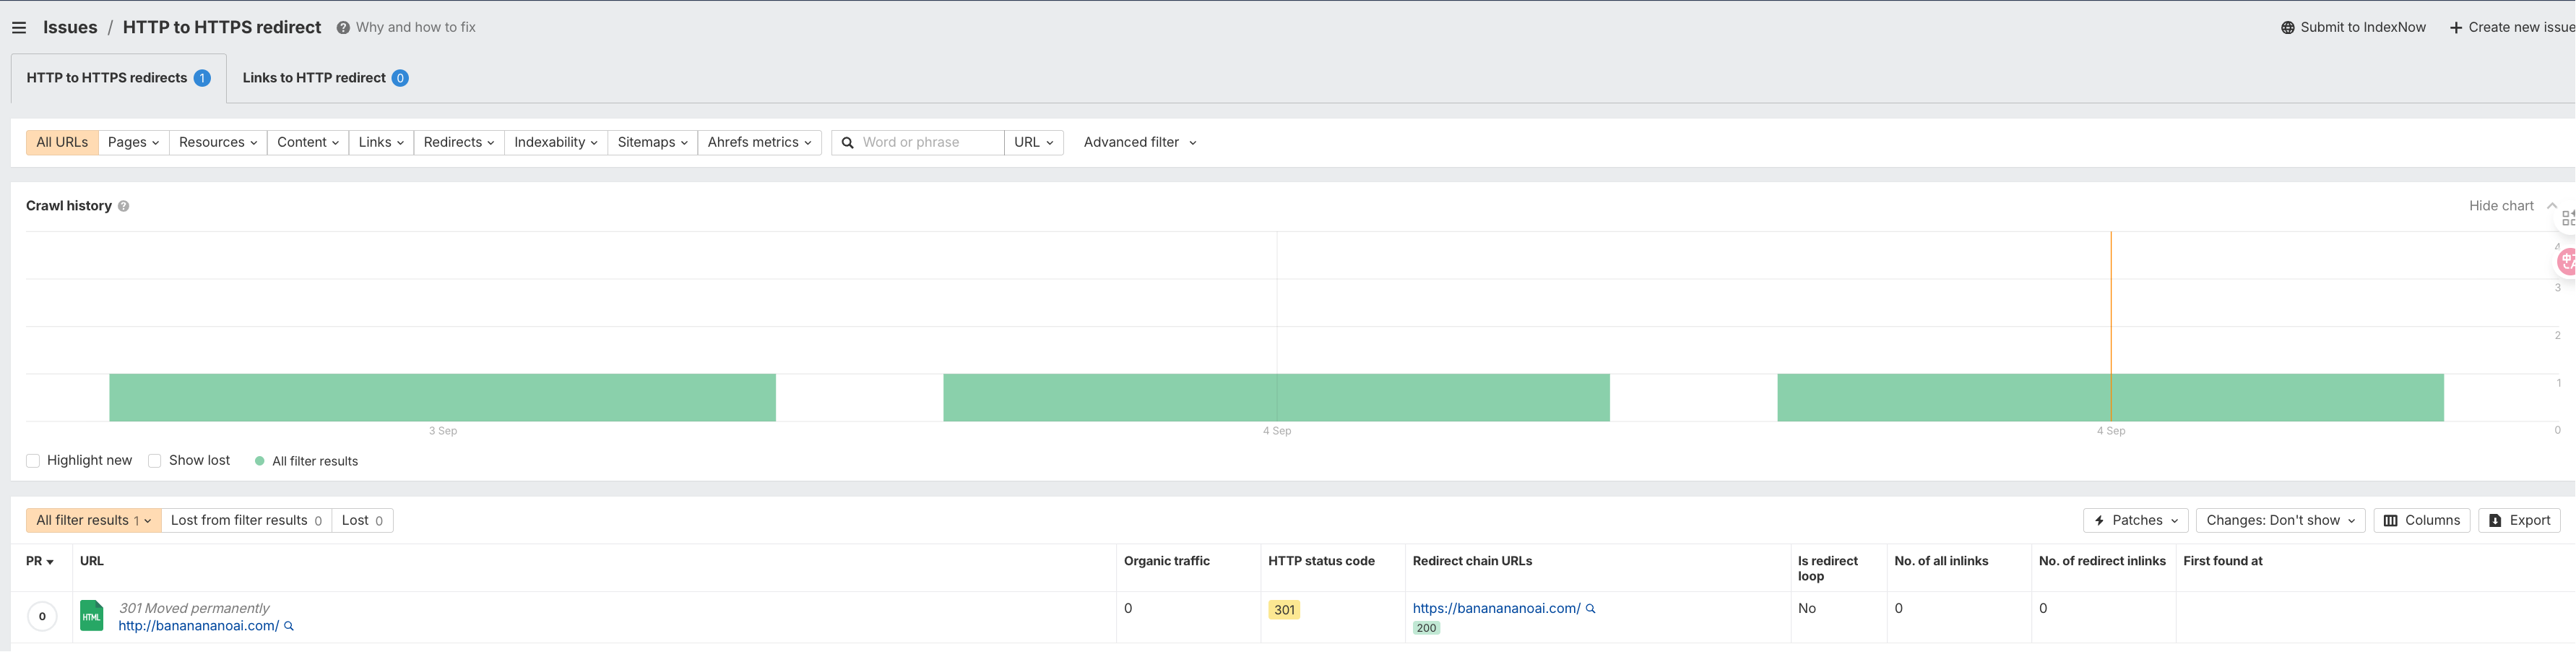 Issues / HTTP to HTTPS redirect Why and how to fix Submit to IndexNow Create new issue
HTTP to HTTPS redirects 1 Links to HTTP redirect 0
All URLs Pages Resources Content Links Redirects Indexability Sitemaps Ahrefs metrics Word or phrase URL Advanced filter
Crawl history Hide chart
4
3
2
1
0
3 Sep 4 Sep 4 Sep
Highlight new Show lost All filter results
All filter results 1 Lost from filter results 0 Lost 0 Patches Changes: Don't show Columns Export
PR URL Organic traffic HTTP status code Redirect chain URLs Is redirect loop No. of all inlinks No. of redirect inlinks First found at
0 HTML 301 Moved permanently 0 301 https://banananano​ai.com/ No 0 0
http://banananano​ai.com/ 200